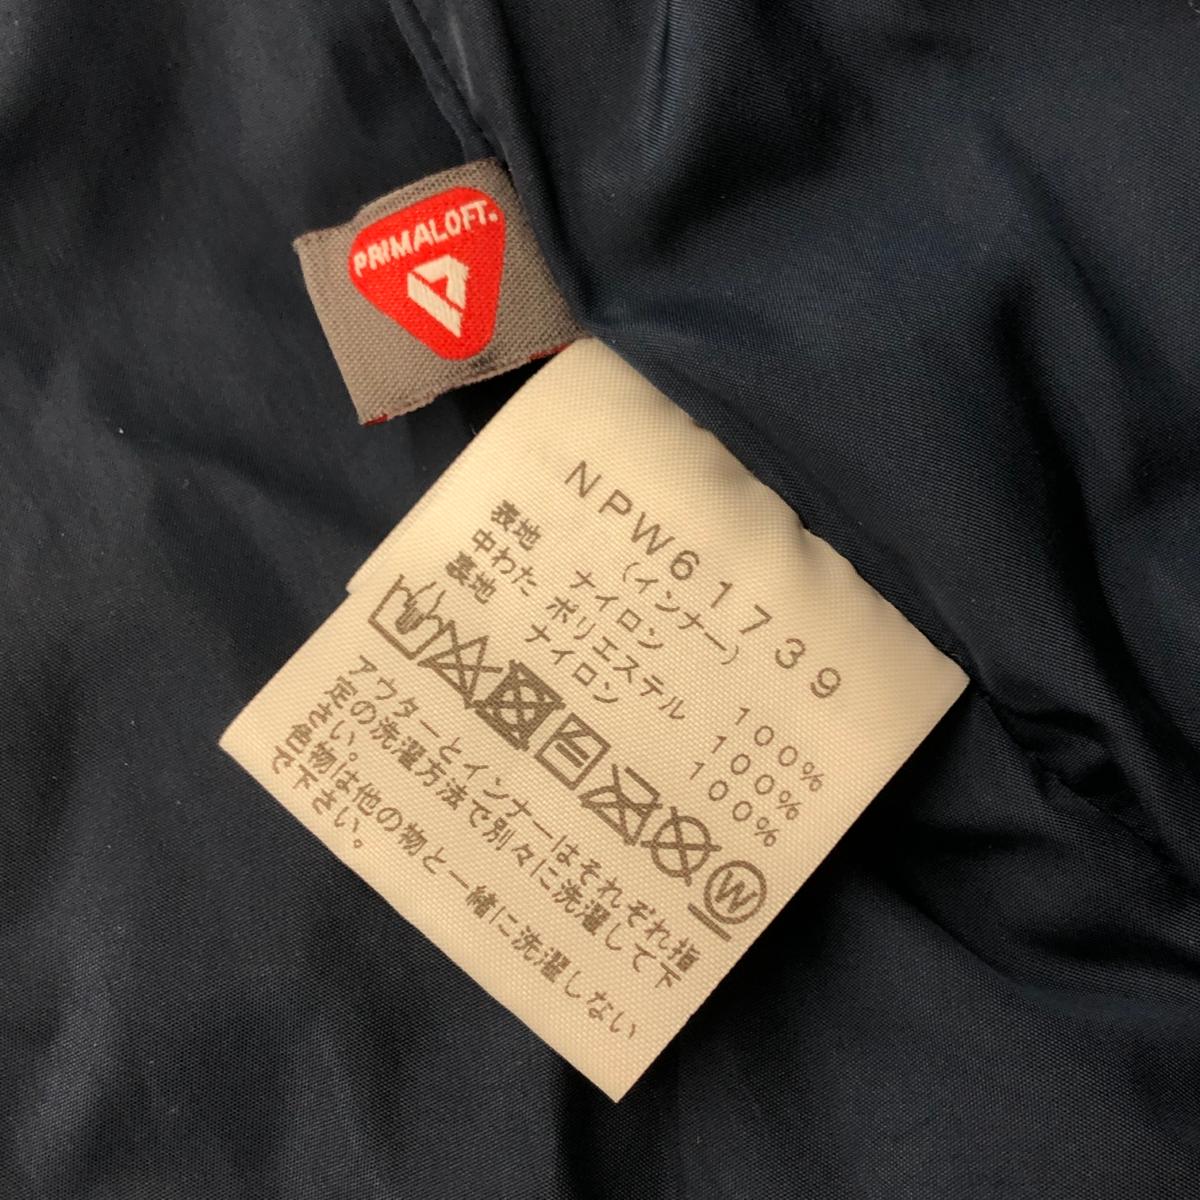 PRIMALOFT.
NPW61739
(インナー)
表地 ナイロン 100%
中わた ポリエステル 100%
裏地 ナイロン 100%
W
アウターとインナーはそれぞれ指
定の洗濯方法で別々に洗濯して下
さい。
色物は他の物と一緒に洗濯しない
で下さい。